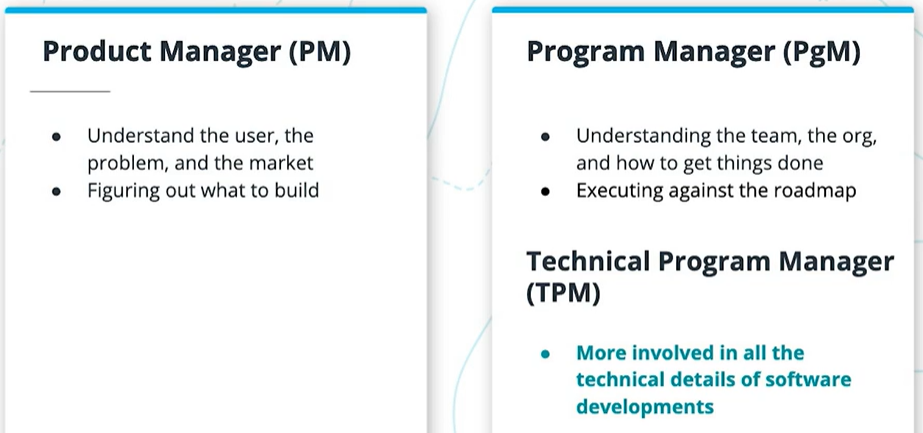 Product Manager (PM)
● Understand the user, the
problem, and the market
● Figuring out what to build
Program Manager (PgM)
● Understanding the team, the org,
and how to get things done
● Executing against the roadmap
Technical Program Manager
(TPM)
● More involved in all the
technical details of software
developments